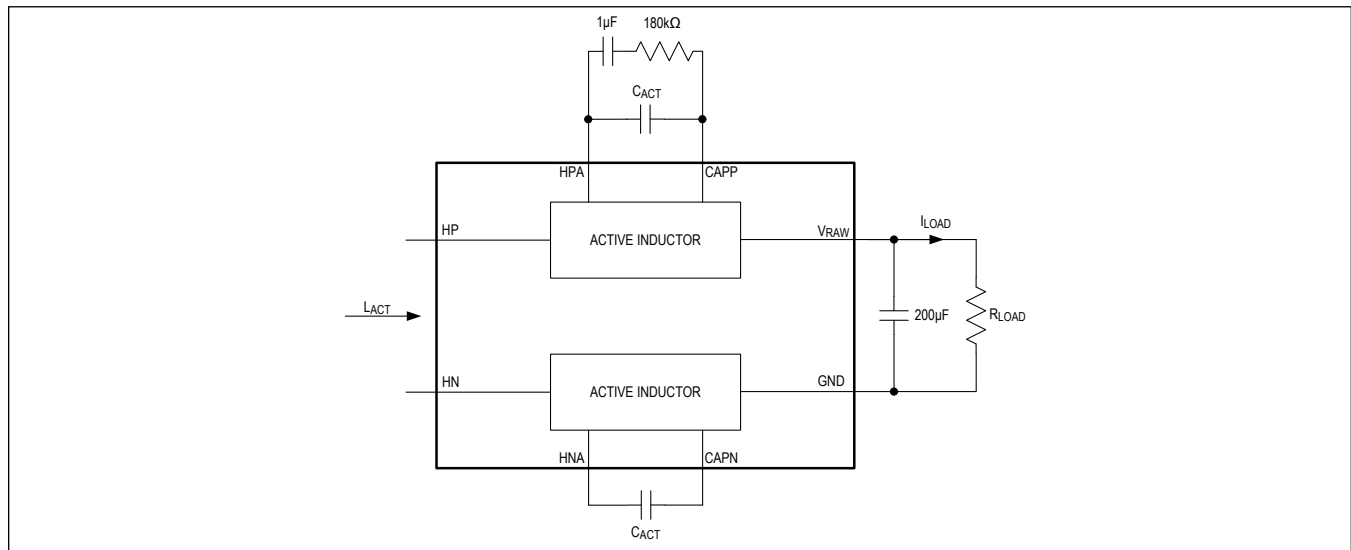 1µF 180kΩ
CACT
HPA CAPP
HP ACTIVE INDUCTOR VRAW ILOAD
LACT 200µF RLOAD
HN ACTIVE INDUCTOR GND
HNA CAPN
CACT